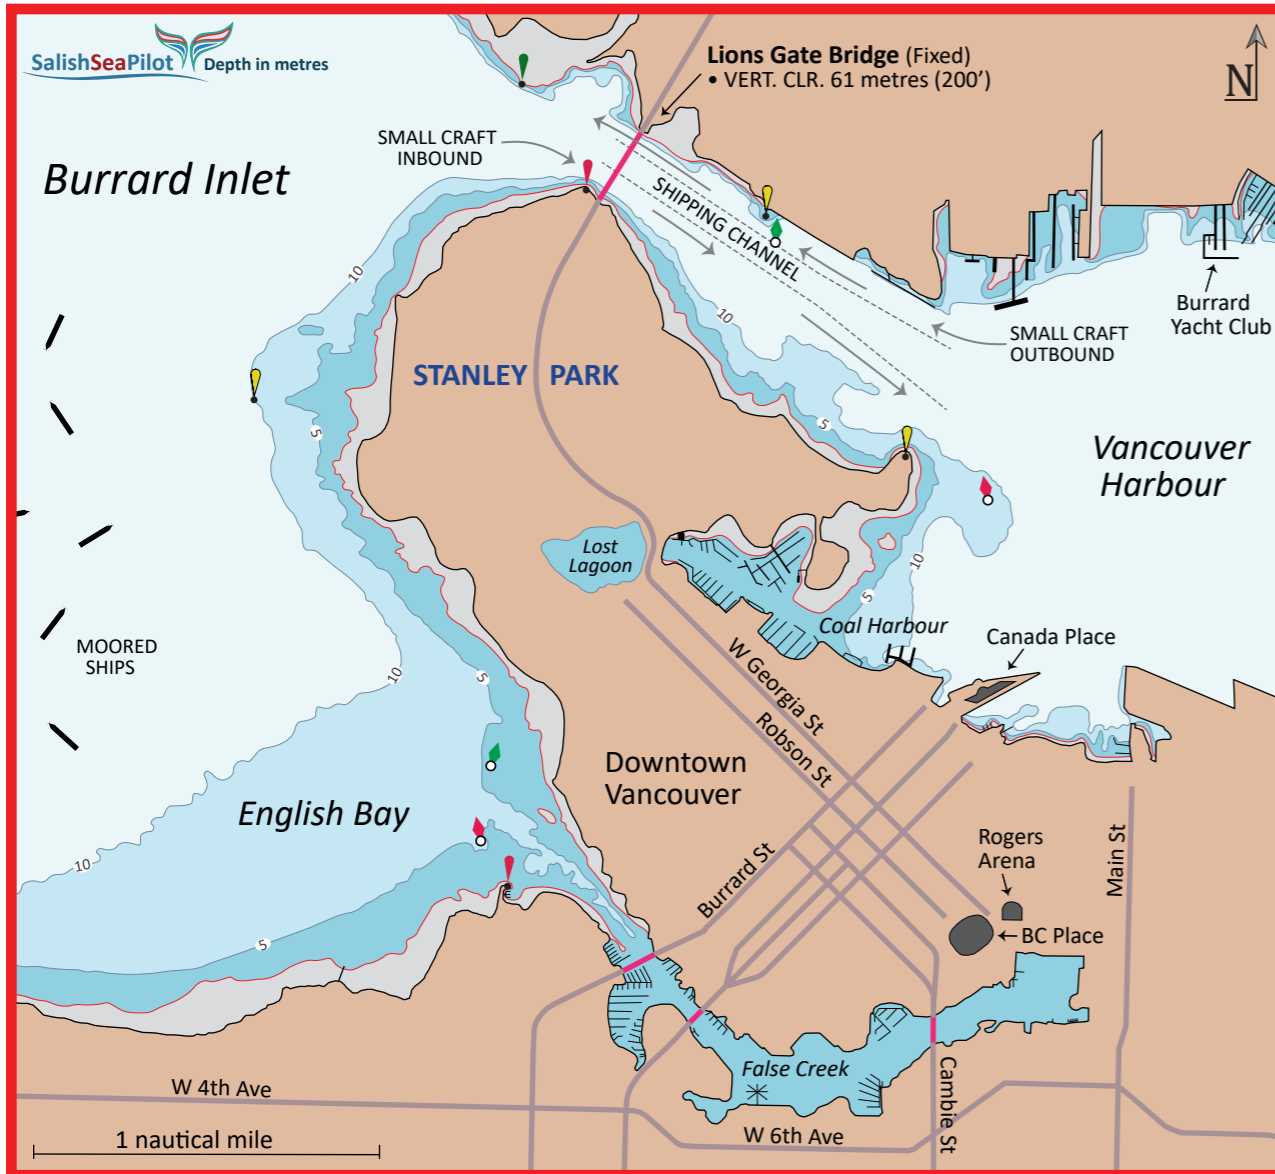 SalishSeaPilot
Depth in metres
Lions Gate Bridge (Fixed)
• VERT. CLR. 61 metres (200')
N
SMALL CRAFT
INBOUND
Burrard Inlet
SHIPPING CHANNEL
10
10
Burrard
Yacht Club
SMALL CRAFT
OUTBOUND
STANLEY PARK
5
5
Vancouver
Harbour
Lost
Lagoon
10
5
Coal Harbour
Canada Place
MOORED
SHIPS
10
5
W Georgia St
Robson St
Downtown
Vancouver
English Bay
10
Burrard St
Rogers
Arena
Main St
BC Place
5
False Creek
Cambie St
W 4th Ave
W 6th Ave
1 nautical mile